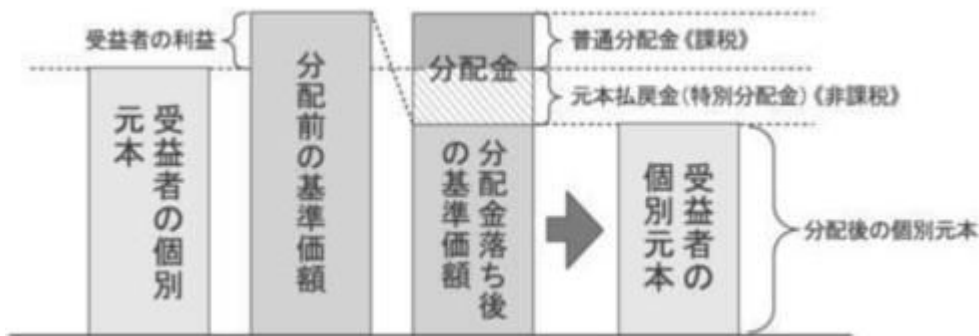 受益者の利益
受益者の個別
元本
分配前の基準価額
分配金
分配金落ち後
の基準価額
普通分配金《課税》
元本払戻金(特別分配金)《非課税》
受益者の
個別元本
分配後の個別元本